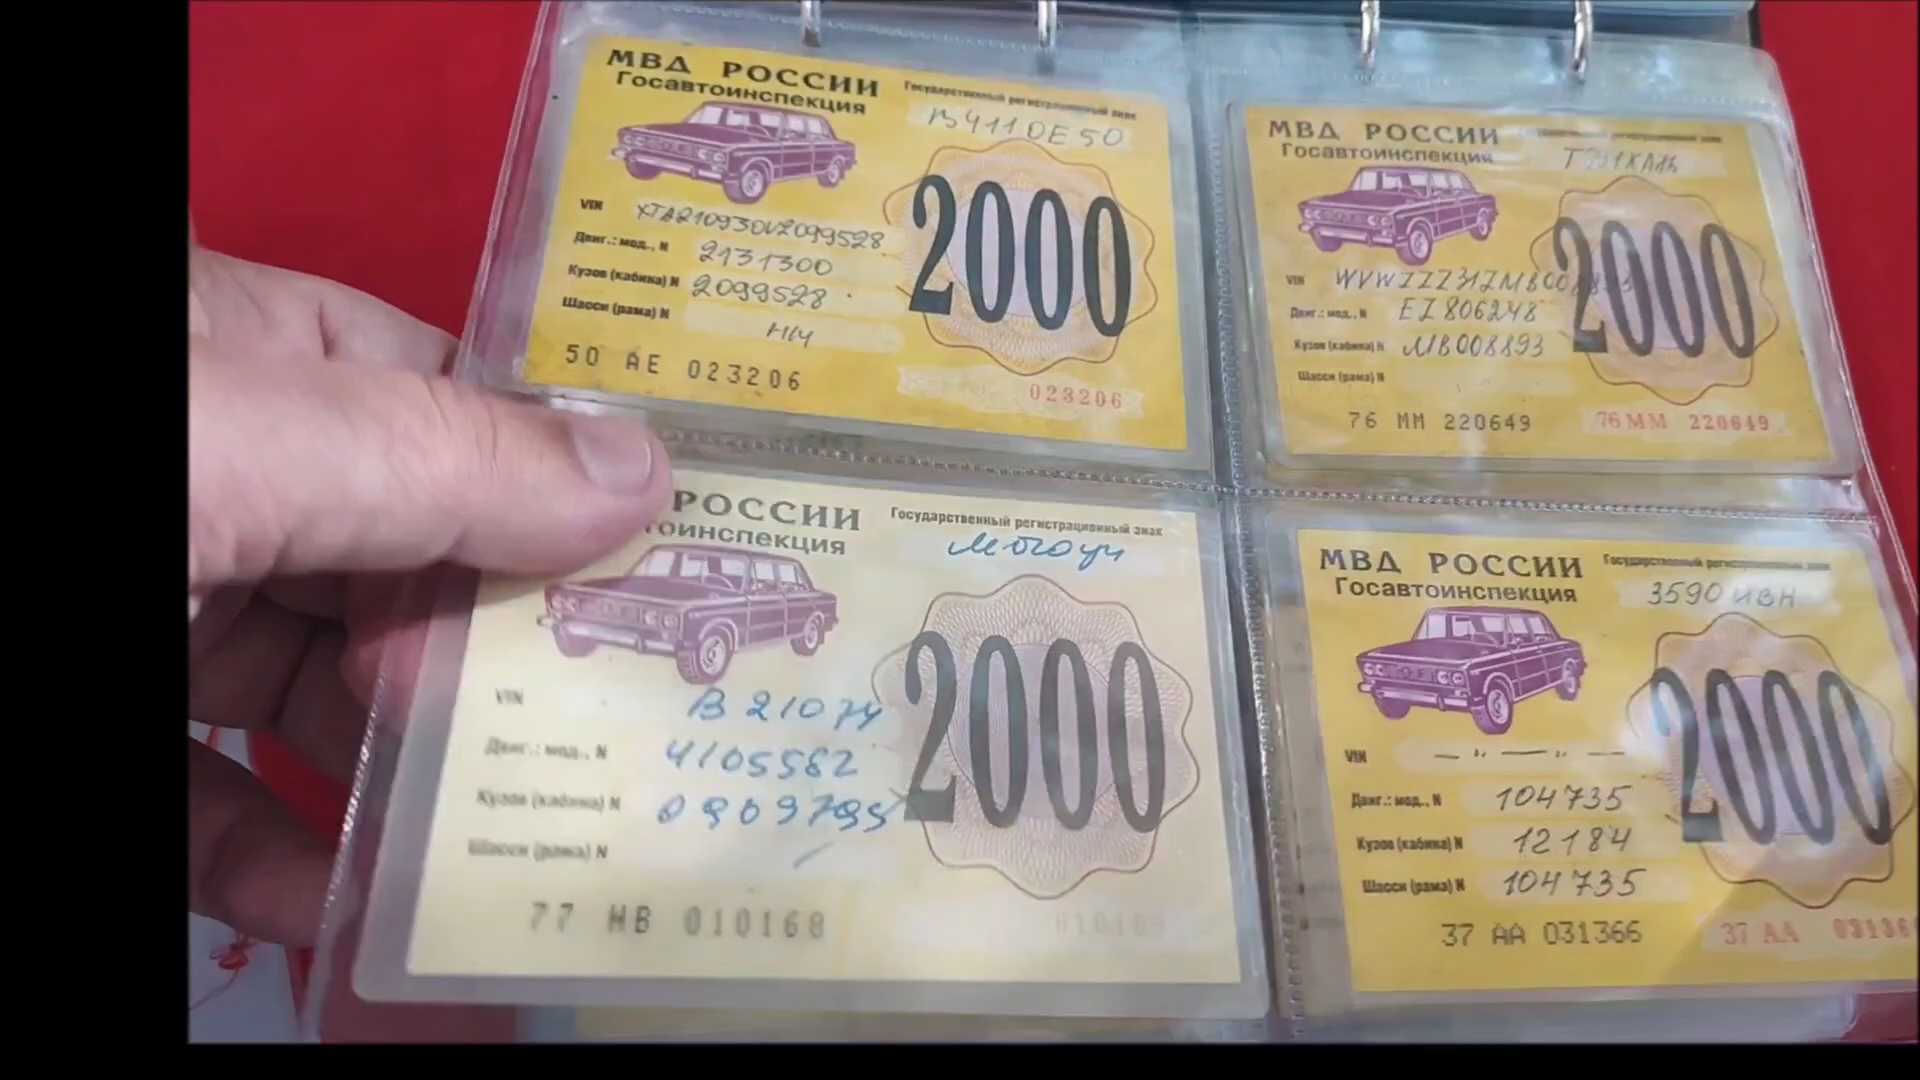 МВД РОССИИ
Госавтоинспекция
Государственный регистрационный знак
В411ОЕ50
2000
VIN ХТА210930V2099528
Двиг.: мод., N 2131300
Кузов (кабина) N 2099528
Шасси (рама) N Н/У
50 АЕ 023206
023206
МВД РОССИИ
Госавтоинспекция
2000
VIN
Двиг.: мод., N EZ806248
Кузов (кабина) N MB008893
Шасси (рама) N
76 ММ 220649
76 ММ 220649
РОССИИ
тоинспекция
Государственный регистрационный знак
2000
VIN В 21074
Двиг.: мод., N 4105582
Кузов (кабина) N 0909795
Шасси (рама) N
77 НВ 010168
МВД РОССИИ
Госавтоинспекция
Государственный регистрационный знак
3590 ИВН
2000
VIN — " — " —
Двиг.: мод., N 104735
Кузов (кабина) N 12184
Шасси (рама) N 104735
37 АА 031366
37 АА 03136